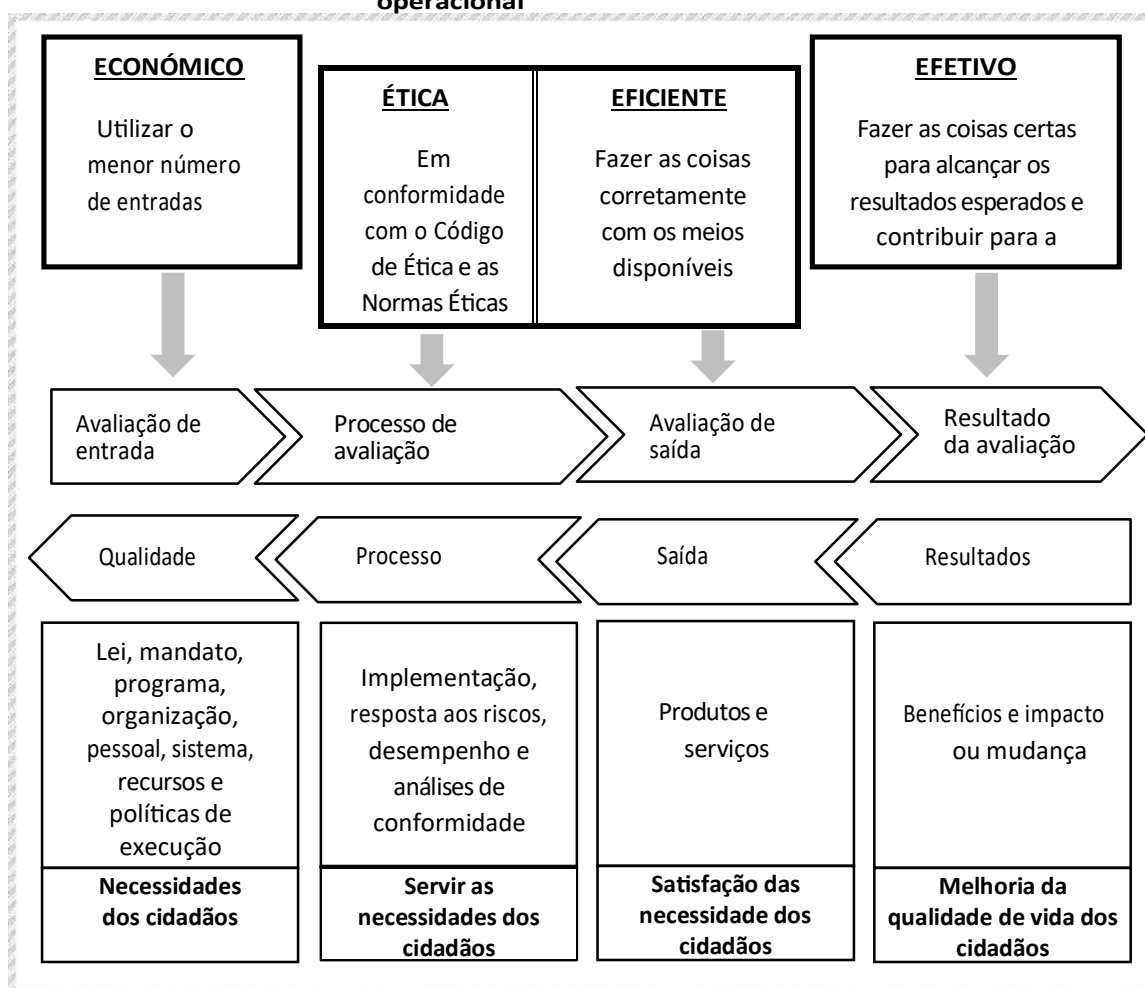 operacional
ECONÓMICO
Utilizar o
menor número
de entradas
ÉTICA
Em
conformidade
com o Código
de Ética e as
Normas Éticas
EFICIENTE
Fazer as coisas
corretamente
com os meios
disponíveis
EFETIVO
Fazer as coisas certas
para alcançar os
resultados esperados e
contribuir para a
Avaliação de
entrada
Processo de
avaliação
Avaliação de
saída
Resultado
da avaliação
Qualidade
Processo
Saída
Resultados
Lei, mandato,
programa,
organização,
pessoal, sistema,
recursos e
políticas de
execução
Implementação,
resposta aos riscos,
desempenho e
análises de
conformidade
Produtos e
serviços
Benefícios e impacto
ou mudança
Necessidades
dos cidadãos
Servir as
necessidades dos
cidadãos
Satisfação das
necessidade dos
cidadãos
Melhoria da
qualidade de vida dos
cidadãos